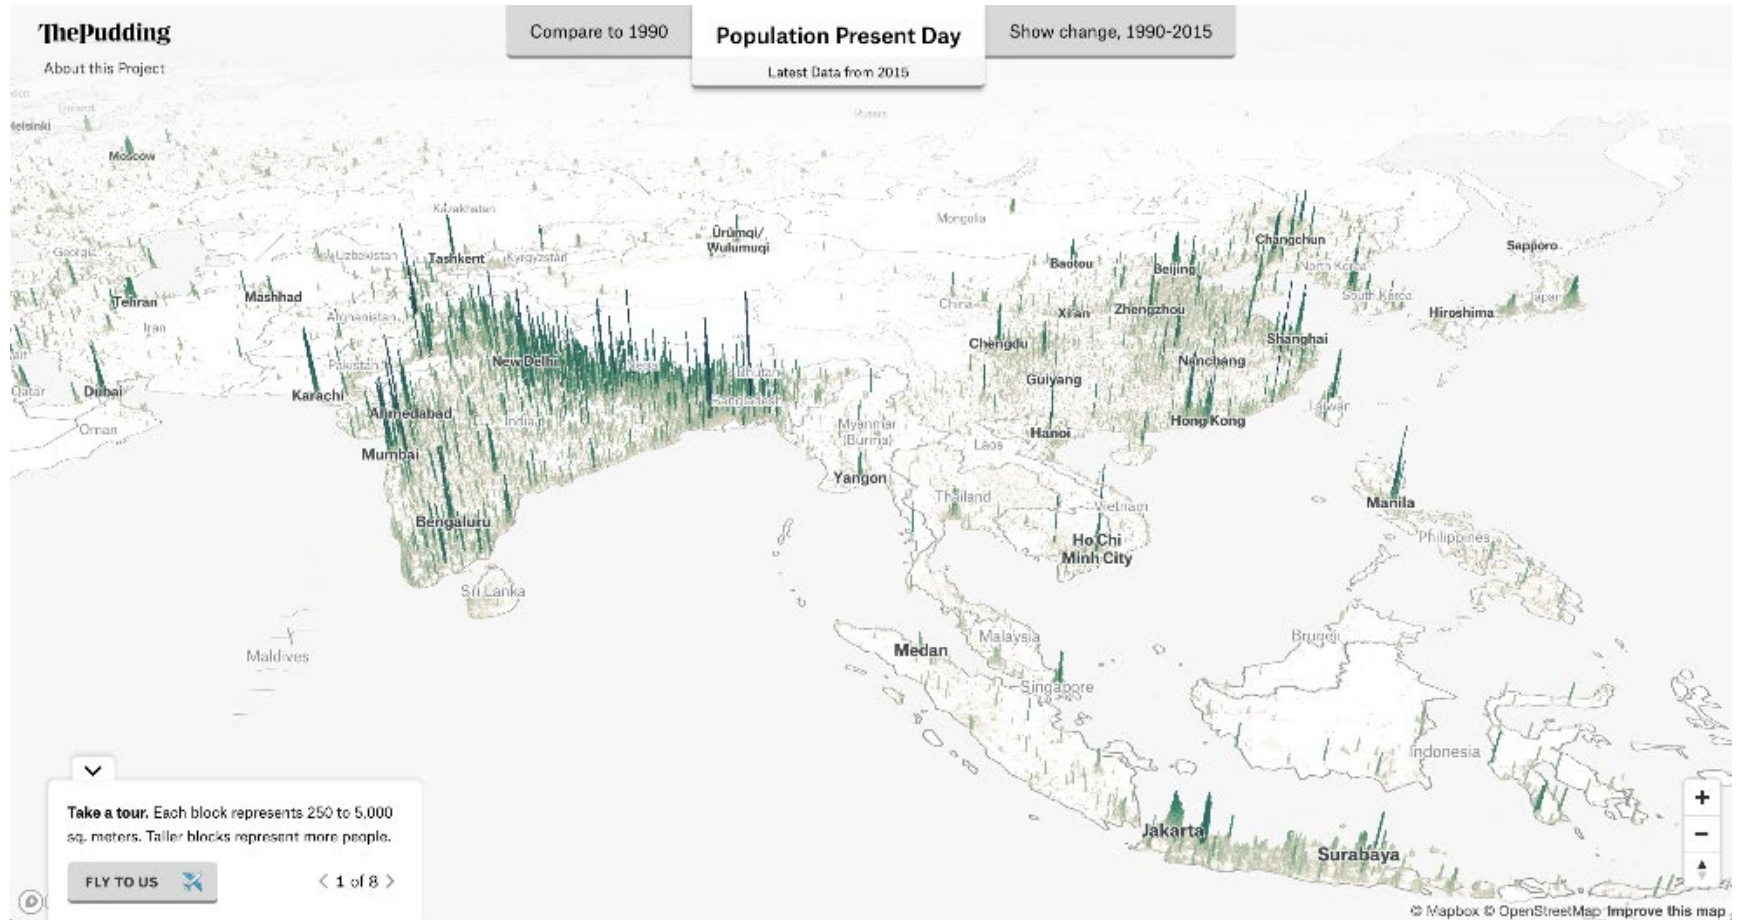 ThePudding
About this Project
Compare to 1990
Population Present Day
Latest Data from 2015
Show change, 1990-2015
Finland
Helsinki
Moscow
Russia
Kazakhstan
Mongolia
Ürümqi/
Wulumuqi
Changchun
Sapporo
Georgia
Uzbekistan
Tashkent
Kyrgyzstan
Baotou
Beijing
North Korea
Tehran
Mashhad
Afghanistan
China
Xi'an
Zhengzhou
South Korea
Japan
Hiroshima
Iran
Chengdu
Shanghai
Pakistan
New Delhi
Nepal
Bhutan
Nanchang
Guiyang
Qatar
Dubai
Karachi
Bangladesh
Taiwan
Ahmedabad
India
Oman
Myanmar
(Burma)
Laos
Hanoi
Hong Kong
Mumbai
Yangon
Thailand
Vietnam
Manila
Bengaluru
Philippines
Ho Chi
Minh City
Sri Lanka
Maldives
Medan
Malaysia
Brunei
Singapore
Indonesia
Jakarta
Surabaya
Take a tour. Each block represents 250 to 5,000
sq. meters. Taller blocks represent more people.
FLY TO US
< 1 of 8 >
+
−
© Mapbox © OpenStreetMap Improve this map